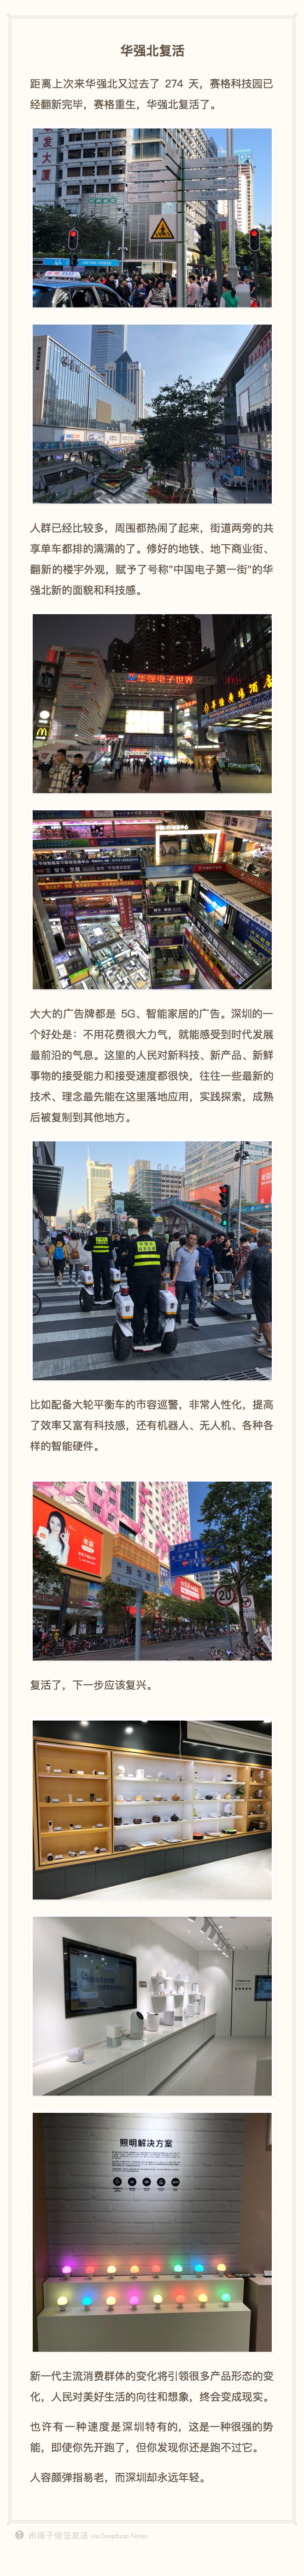 华强北复活
距离上次来华强北又过去了 274 天，赛格科技园已
经翻新完毕，赛格重生，华强北复活了。
发大厦
人群已经比较多，周围都热闹了起来，街道两旁的共
享单车都排的满满的了。修好的地铁、地下商业街、
翻新的楼宇外观，赋予了号称"中国电子第一街"的华
强北新的面貌和科技感。
华强电子世界
大大的广告牌都是 5G、智能家居的广告。深圳的一
个好处是：不用花费很大力气，就能感受到时代发展
最前沿的气息。这里的人民对新科技、新产品、新鲜
事物的接受能力和接受速度都很快，往往一些最新的
技术、理念最先能在这里落地应用，实践探索，成熟
后被复制到其他地方。
比如配备大轮平衡车的市容巡警，非常人性化，提高
了效率又富有科技感，还有机器人、无人机、各种各
样的智能硬件。
振华路
20
复活了，下一步应该复兴。
照明解决方案
新一代主流消费群体的变化将引领很多产品形态的变
化，人民对美好生活的向往和想象，终会变成现实。
也许有一种速度是深圳特有的，这是一种很强的势
能，即使你先开跑了，但你发现你还是跑不过它。
人容颜弹指易老，而深圳却永远年轻。
由锤子便签发送 via Smartisan Notes